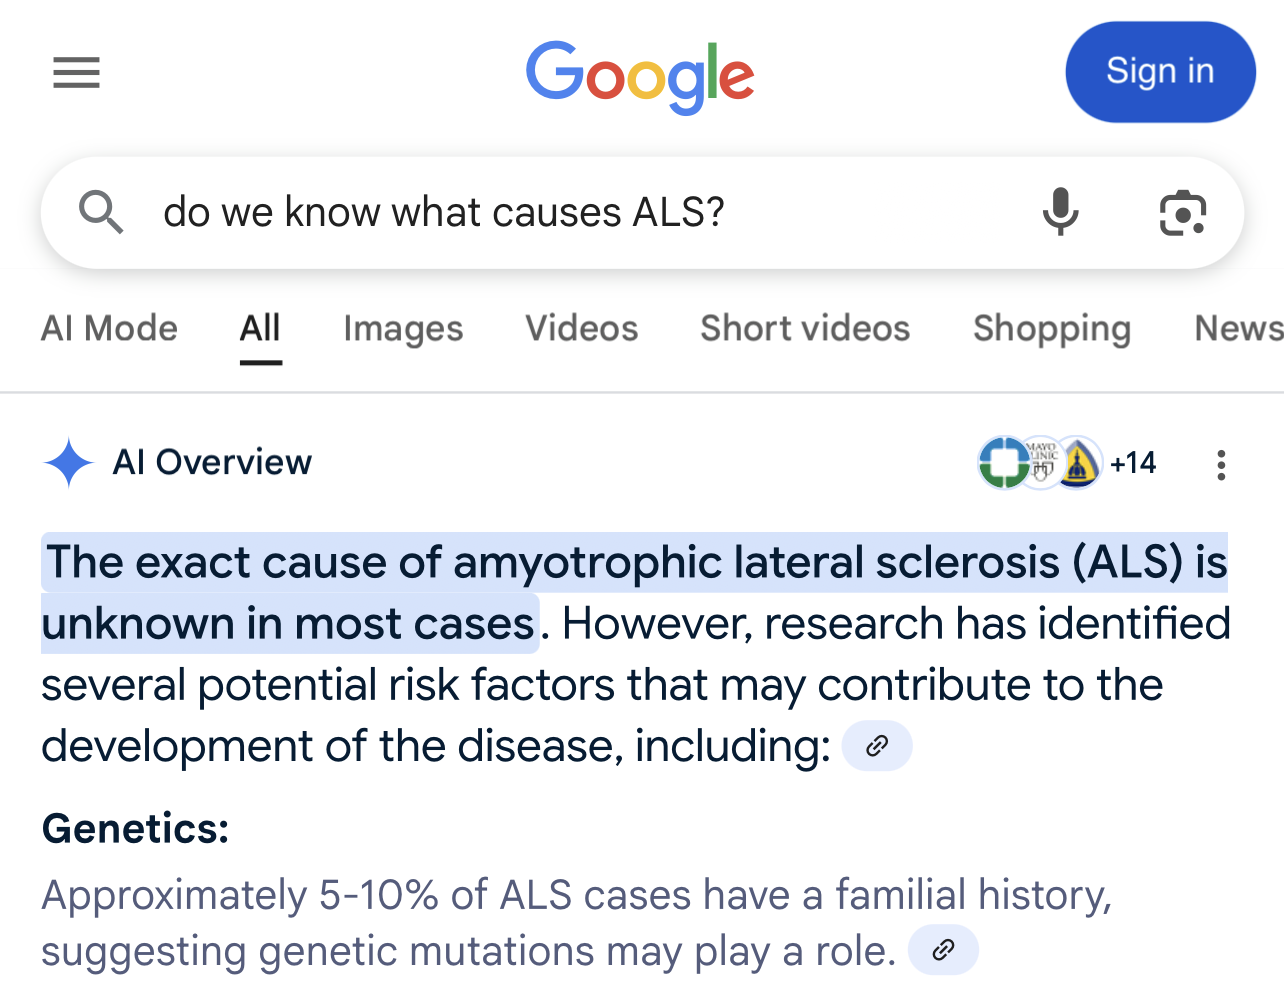 Google
Sign in
do we know what causes ALS?
AI Mode All Images Videos Short videos Shopping News
AI Overview
MAYO
CLINIC
+14
The exact cause of amyotrophic lateral sclerosis (ALS) is
unknown in most cases. However, research has identified
several potential risk factors that may contribute to the
development of the disease, including:
Genetics:
Approximately 5-10% of ALS cases have a familial history,
suggesting genetic mutations may play a role.